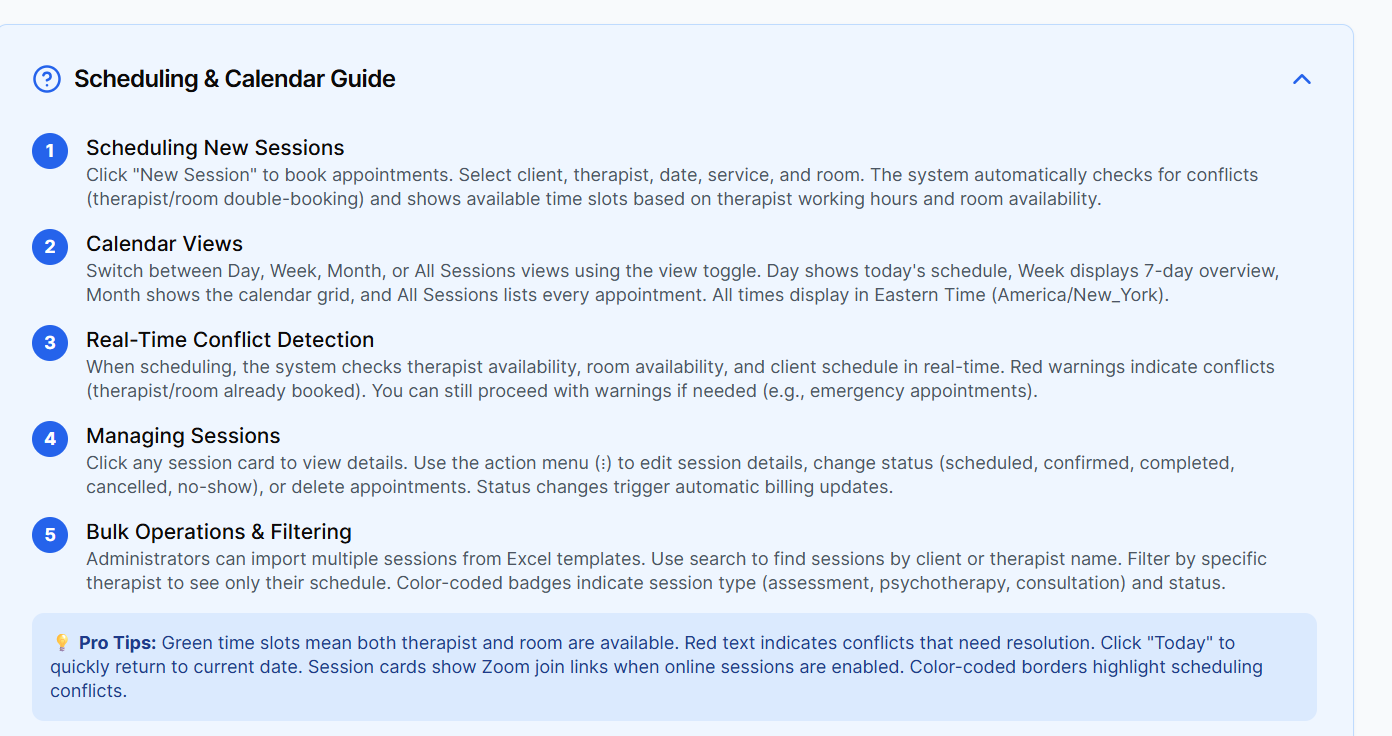 Scheduling & Calendar Guide
1
Scheduling New Sessions
Click "New Session" to book appointments. Select client, therapist, date, service, and room. The system automatically checks for conflicts
(therapist/room double-booking) and shows available time slots based on therapist working hours and room availability.
2
Calendar Views
Switch between Day, Week, Month, or All Sessions views using the view toggle. Day shows today's schedule, Week displays 7-day overview,
Month shows the calendar grid, and All Sessions lists every appointment. All times display in Eastern Time (America/New_York).
3
Real-Time Conflict Detection
When scheduling, the system checks therapist availability, room availability, and client schedule in real-time. Red warnings indicate conflicts
(therapist/room already booked). You can still proceed with warnings if needed (e.g., emergency appointments).
4
Managing Sessions
Click any session card to view details. Use the action menu (⋮) to edit session details, change status (scheduled, confirmed, completed,
cancelled, no-show), or delete appointments. Status changes trigger automatic billing updates.
5
Bulk Operations & Filtering
Administrators can import multiple sessions from Excel templates. Use search to find sessions by client or therapist name. Filter by specific
therapist to see only their schedule. Color-coded badges indicate session type (assessment, psychotherapy, consultation) and status.
💡 Pro Tips: Green time slots mean both therapist and room are available. Red text indicates conflicts that need resolution. Click "Today" to
quickly return to current date. Session cards show Zoom join links when online sessions are enabled. Color-coded borders highlight scheduling
conflicts.